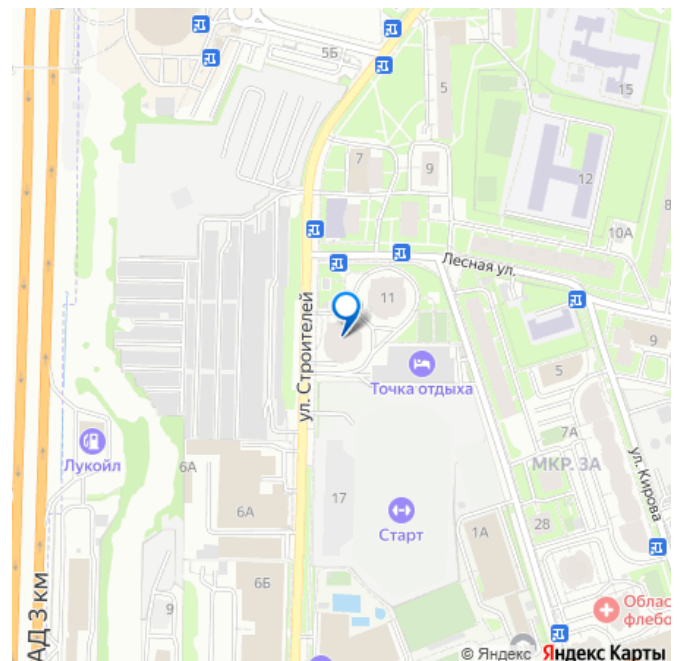 5Б
5
15
7
9
12
10А
8
Лесная ул.
11
ул. Строителей
9
5
Точка отдыха
Лукойл
6А
7А
МКР. 3А
ул. Кирова
6А
17
Старт
1А
28
6Б
АД 3 км
9
Облас
флебо
© Яндекс Яндекс Карты